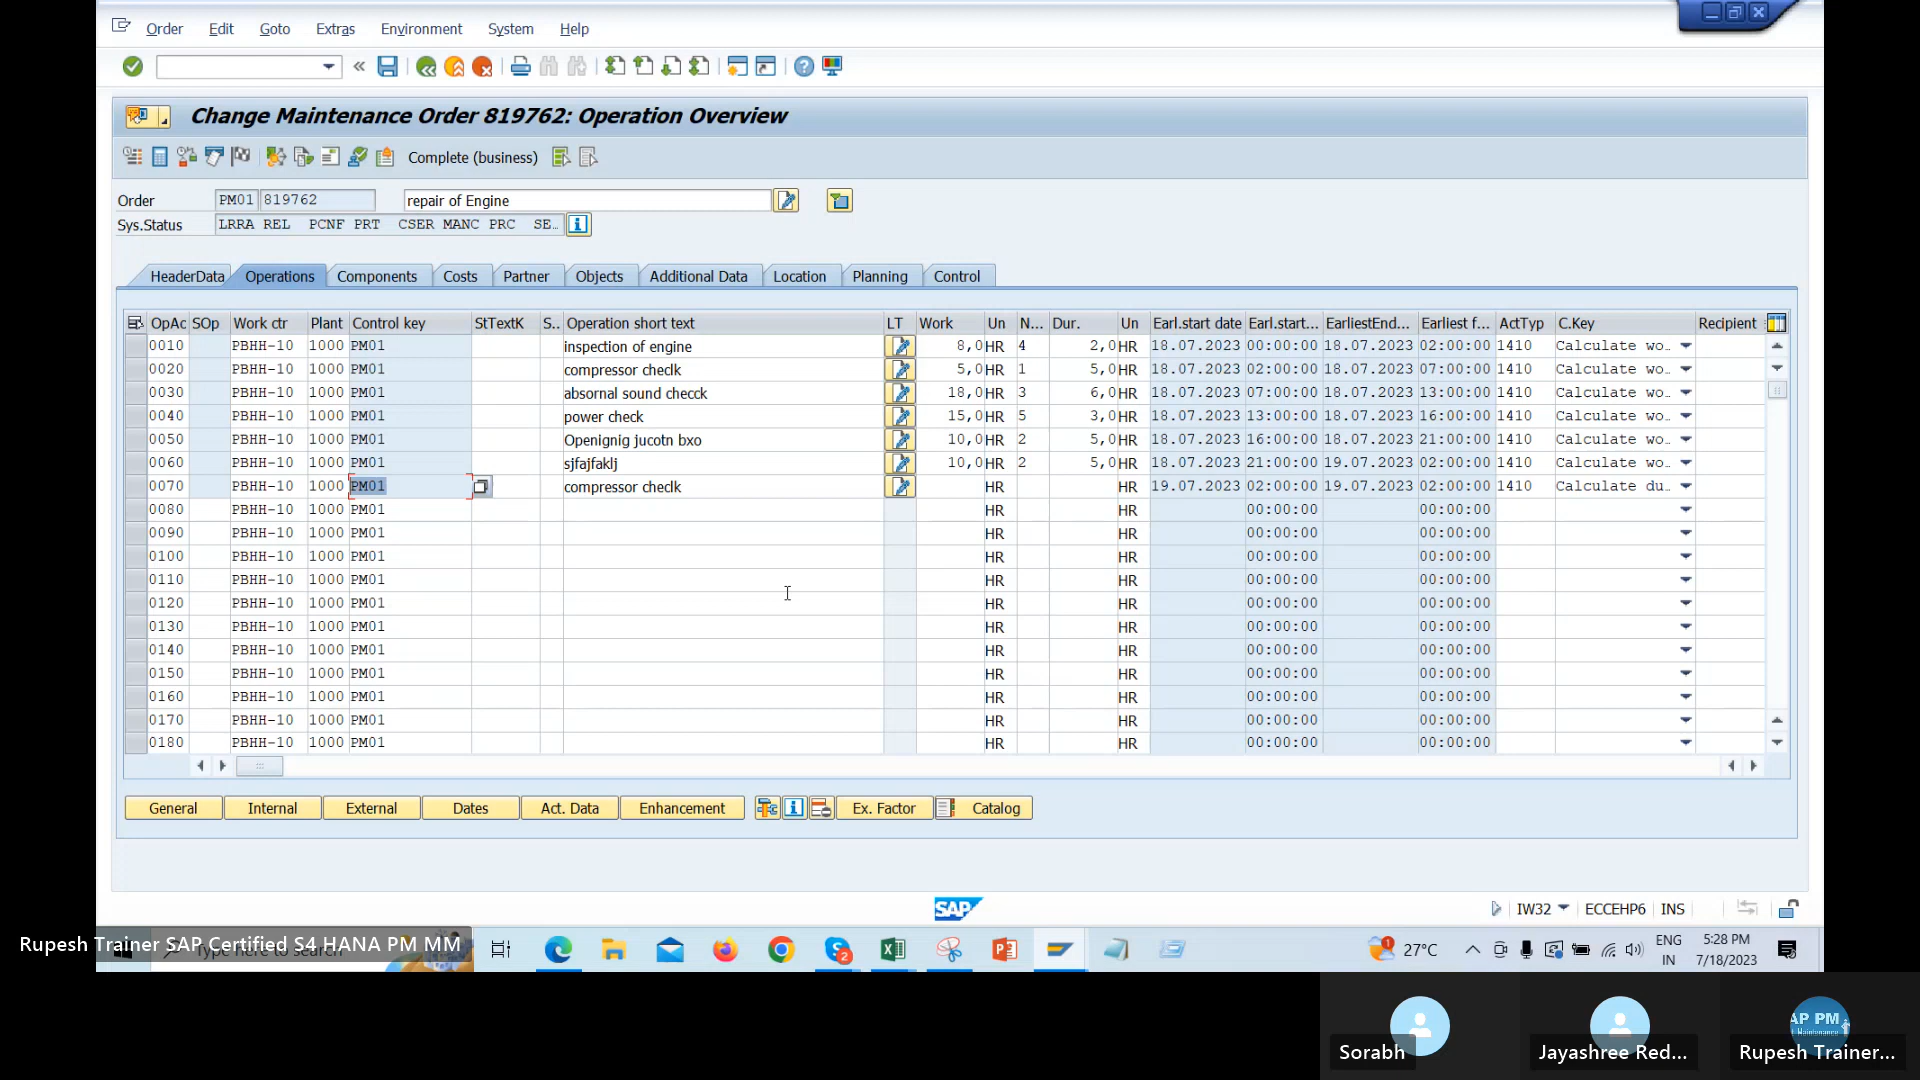 Order Edit Goto Extras Environment System Help
Change Maintenance Order 819762: Operation Overview
Complete (business)
Order PM01 819762 repair of Engine
Sys.Status LRRA REL PCNF PRT CSER MANC PRC SE..
HeaderData Operations Components Costs Partner Objects Additional Data Location Planning Control
OpAc SOp Work ctr Plant Control key StTextK S.. Operation short text LT Work Un N... Dur. Un Earl.start date Earl.start... EarliestEnd... Earliest f... ActTyp C.Key Recipient
0010 PBHH-10 1000 PM01 inspection of engine 8,0 HR 4 2,0 HR 18.07.2023 00:00:00 18.07.2023 02:00:00 1410 Calculate wo..
0020 PBHH-10 1000 PM01 compressor checlk 5,0 HR 1 5,0 HR 18.07.2023 02:00:00 18.07.2023 07:00:00 1410 Calculate wo..
0030 PBHH-10 1000 PM01 absornal sound checck 18,0 HR 3 6,0 HR 18.07.2023 07:00:00 18.07.2023 13:00:00 1410 Calculate wo..
0040 PBHH-10 1000 PM01 power check 15,0 HR 5 3,0 HR 18.07.2023 13:00:00 18.07.2023 16:00:00 1410 Calculate wo..
0050 PBHH-10 1000 PM01 Openignig jucotn bxo 10,0 HR 2 5,0 HR 18.07.2023 16:00:00 18.07.2023 21:00:00 1410 Calculate wo..
0060 PBHH-10 1000 PM01 sjfajfaklj 10,0 HR 2 5,0 HR 18.07.2023 21:00:00 19.07.2023 02:00:00 1410 Calculate wo..
0070 PBHH-10 1000 PM01 compressor checlk HR HR 19.07.2023 02:00:00 19.07.2023 02:00:00 1410 Calculate du..
0080 PBHH-10 1000 PM01 HR HR 00:00:00 00:00:00
0090 PBHH-10 1000 PM01 HR HR 00:00:00 00:00:00
0100 PBHH-10 1000 PM01 HR HR 00:00:00 00:00:00
0110 PBHH-10 1000 PM01 HR HR 00:00:00 00:00:00
0120 PBHH-10 1000 PM01 HR HR 00:00:00 00:00:00
0130 PBHH-10 1000 PM01 HR HR 00:00:00 00:00:00
0140 PBHH-10 1000 PM01 HR HR 00:00:00 00:00:00
0150 PBHH-10 1000 PM01 HR HR 00:00:00 00:00:00
0160 PBHH-10 1000 PM01 HR HR 00:00:00 00:00:00
0170 PBHH-10 1000 PM01 HR HR 00:00:00 00:00:00
0180 PBHH-10 1000 PM01 HR HR 00:00:00 00:00:00
General Internal External Dates Act. Data Enhancement Ex. Factor Catalog
SAP IW32 ECCEHP6 INS
Rupesh Trainer SAP Certified S4 HANA PM MM
Type here to search
2
1 27°C
ENG
IN
5:28 PM
7/18/2023
AP PM
Sorabh Jayashree Red... Rupesh Trainer...